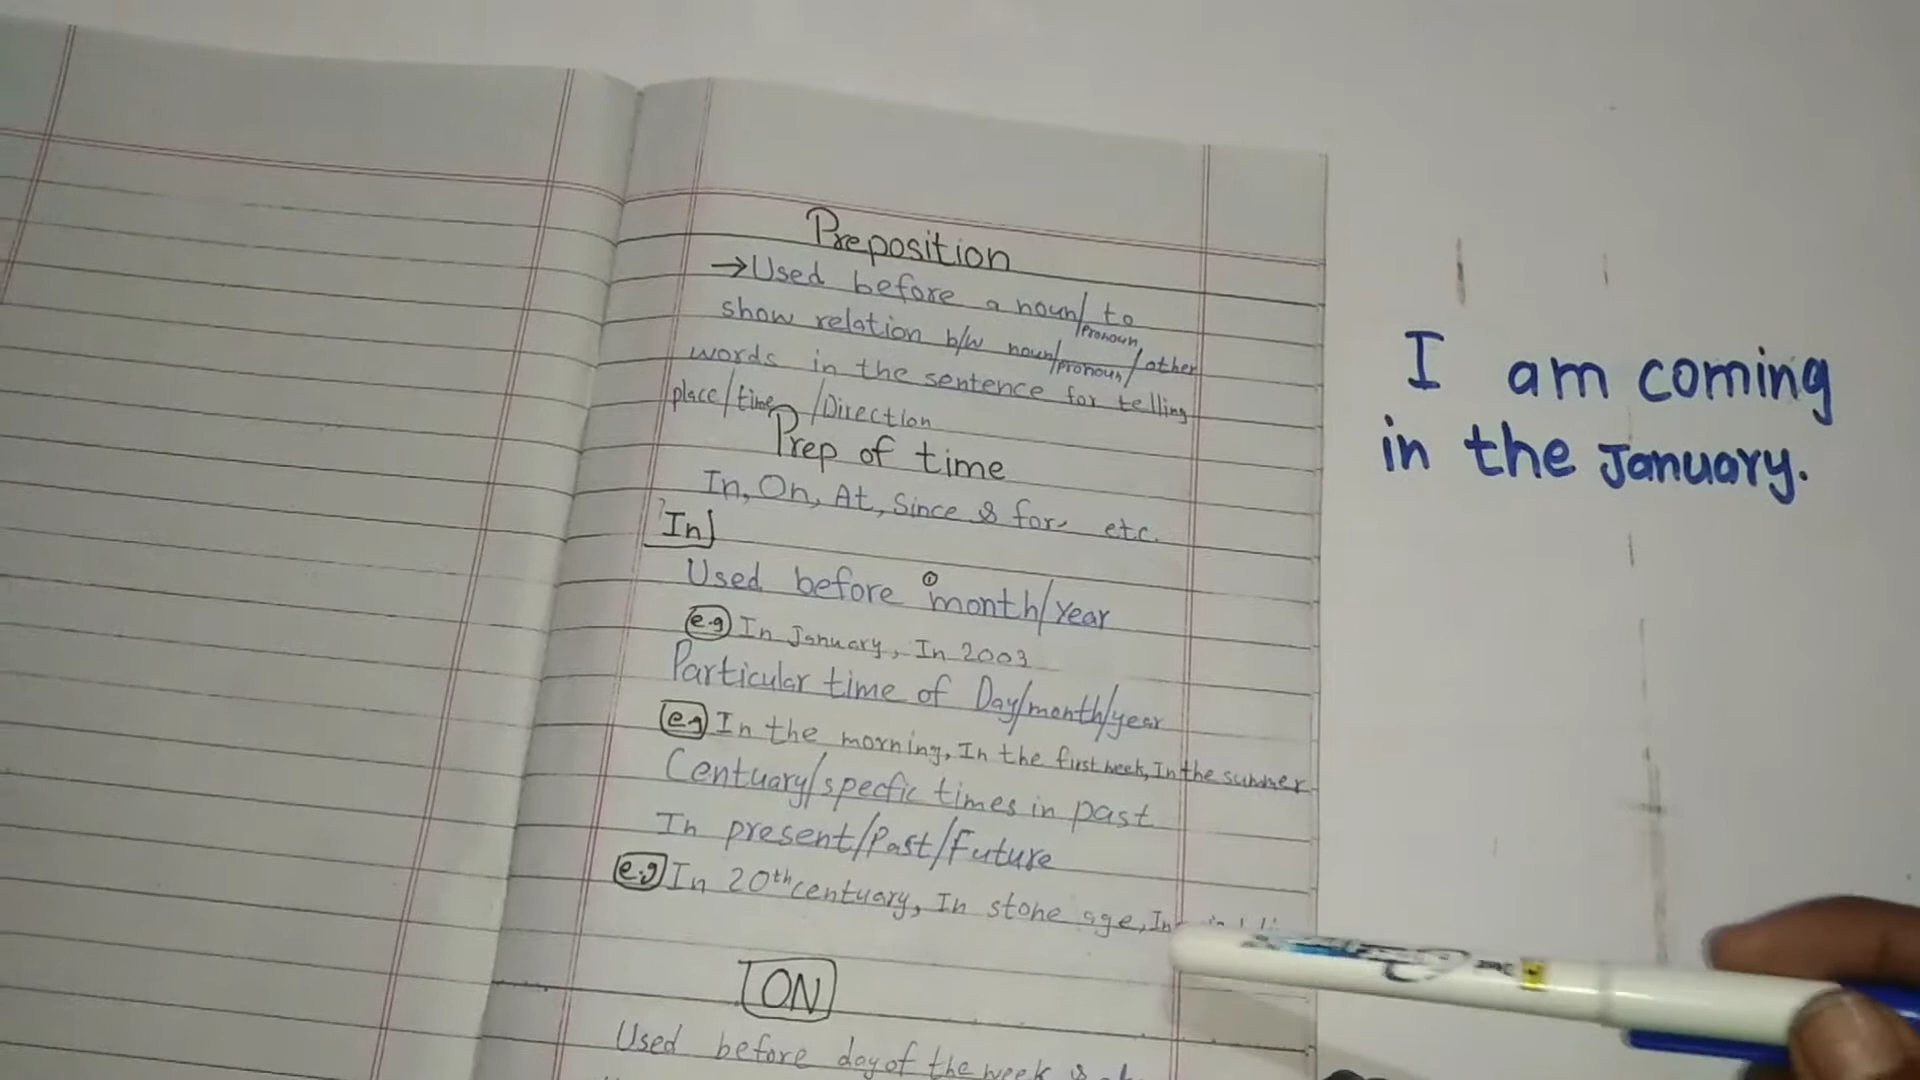 Preposition
→Used before a noun/ to
pronoun
show relation b/w noun/pronoun/other
words in the sentence for telling
place/time /Direction
Prep of time
In, On, At, Since & for etc.
In
Used before ① month/Year
e.g In January, In 2003
Particular time of Day/month/year
e.g In the morning, In the first week, In the summer
Centuary/specfic times in past
In present/Past/Future
e.g In 20th centuary, In stone age, In
ON
Used before day of the week &
I am coming
in the January.